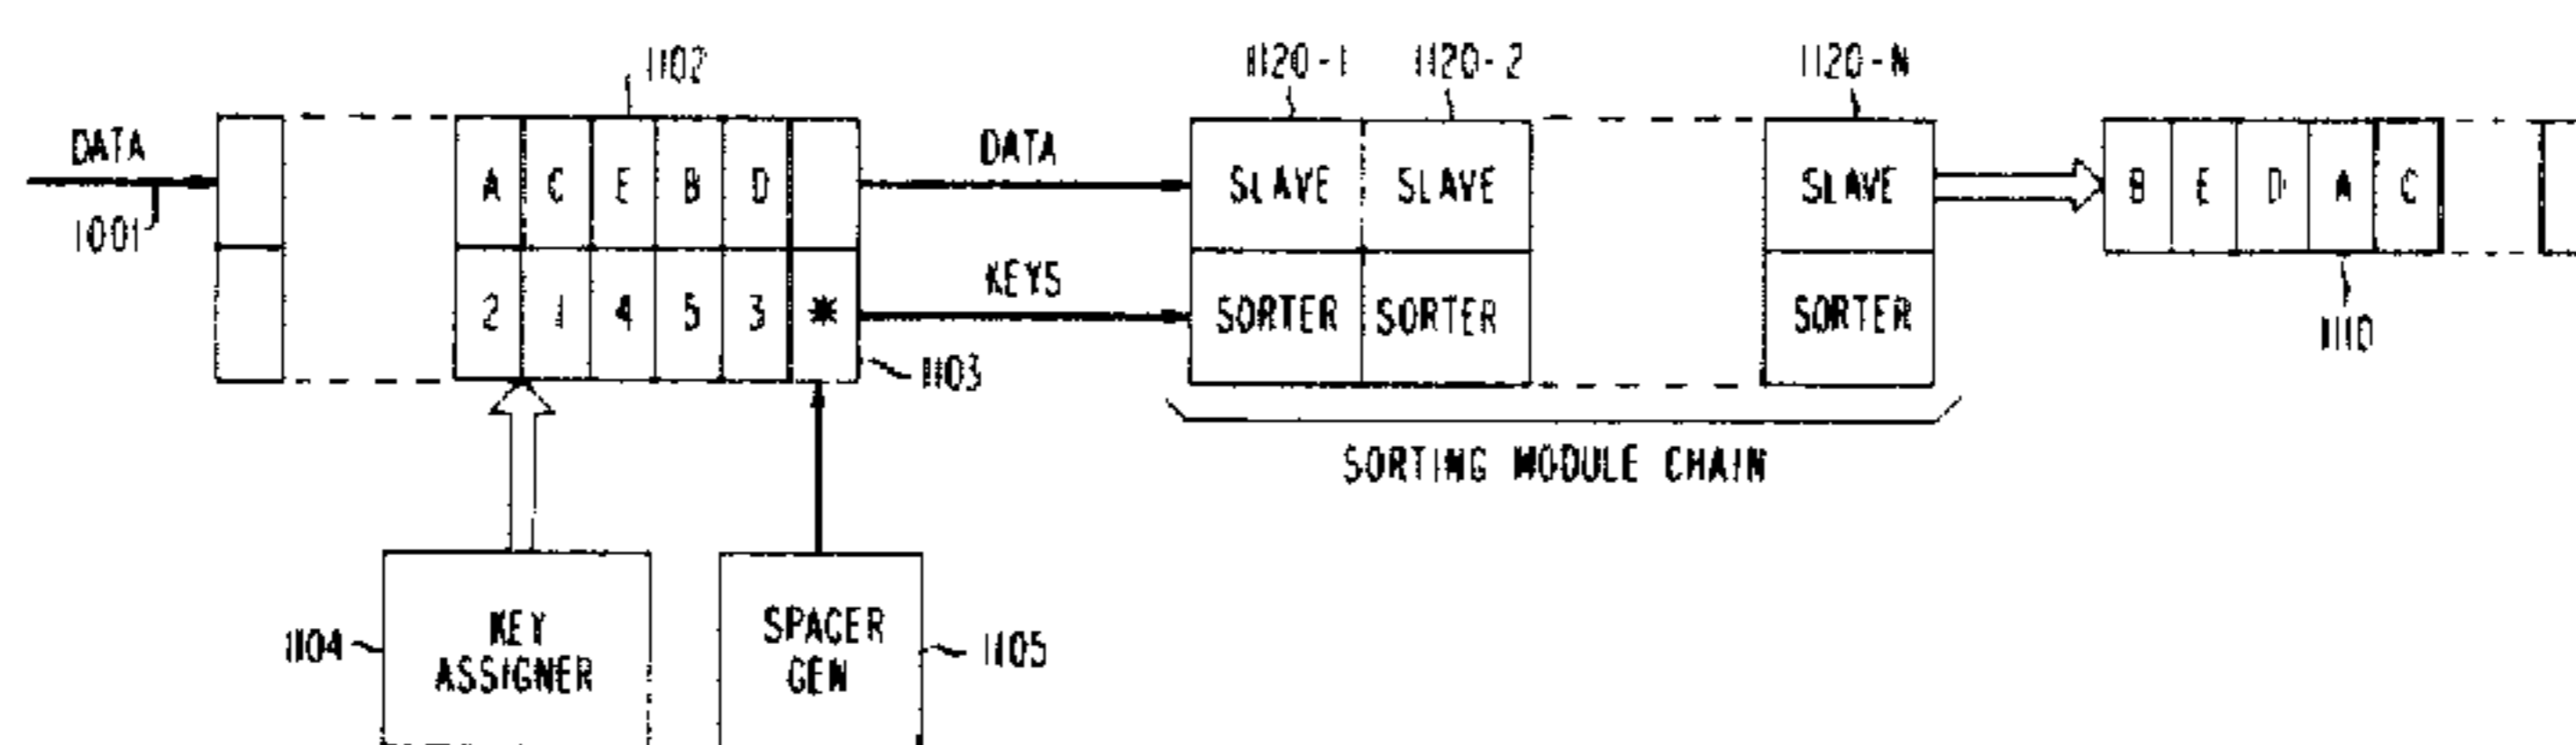 1102 1120-1 1120-2 1120-N
DATA A C E B D DATA SLAVE SLAVE SLAVE B E D A C
1001
2 1 4 5 3 * KEYS SORTER SORTER SORTER 1110
1103
SORTING MODULE CHAIN
1104 KEY ASSIGNER SPACER GEN 1105